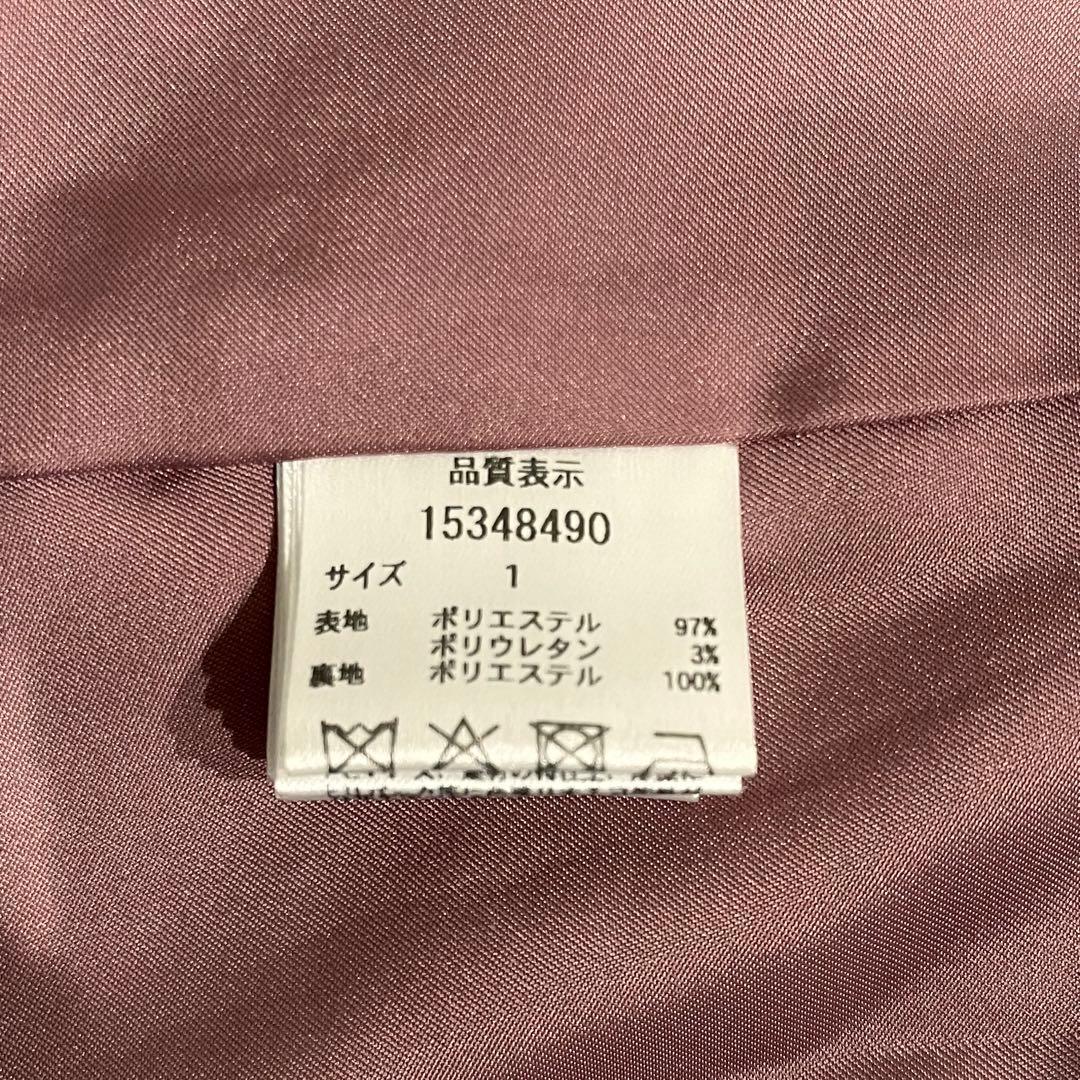 品質表示
15348490
サイズ 1
表地 ポリエステル 97%
ポリウレタン 3%
裏地 ポリエステル 100%